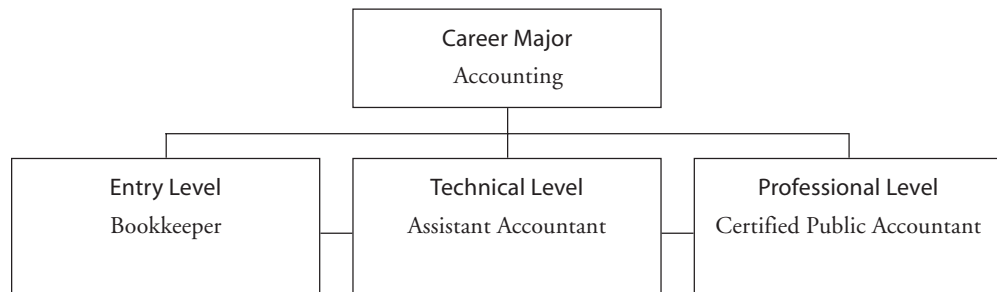 Career Major
Accounting
Entry Level
Bookkeeper
Technical Level
Assistant Accountant
Professional Level
Certified Public Accountant